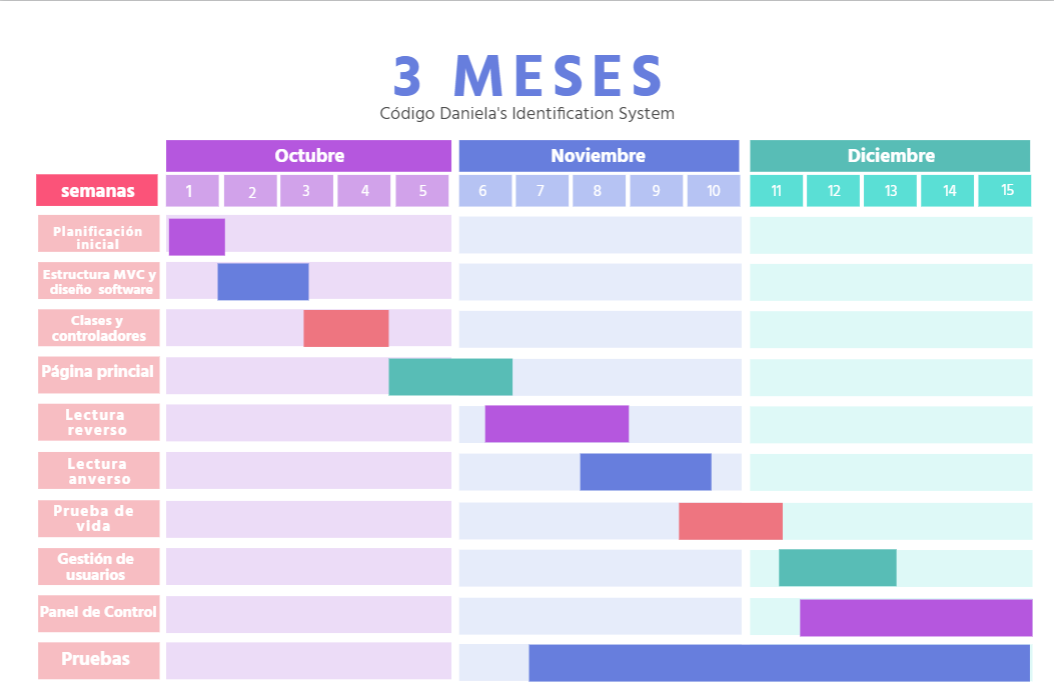 3 MESES
Código Daniela's Identification System
Octubre Noviembre Diciembre
semanas 1 2 3 4 5 6 7 8 9 10 11 12 13 14 15
Planificación
inicial
Estructura MVC y
diseño software
Clases y
controladores
Página princial
Lectura
reverso
Lectura
anverso
Prueba de
vida
Gestión de
usuarios
Panel de Control
Pruebas